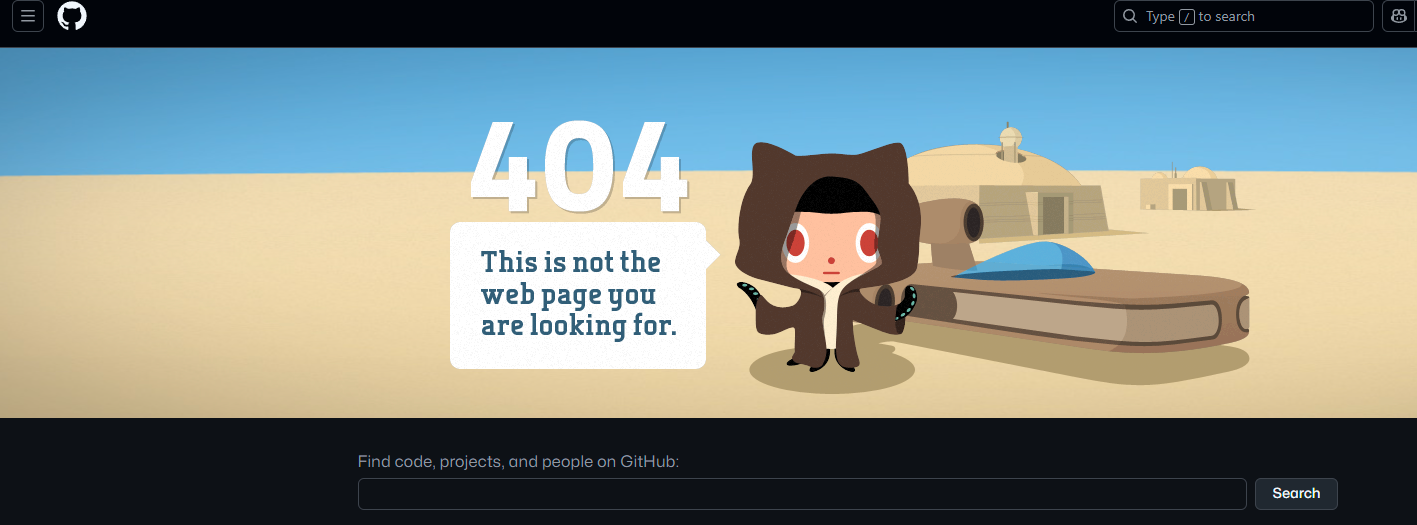 Type / to search
404
This is not the
web page you
are looking for.
Find code, projects, and people on GitHub:
Search